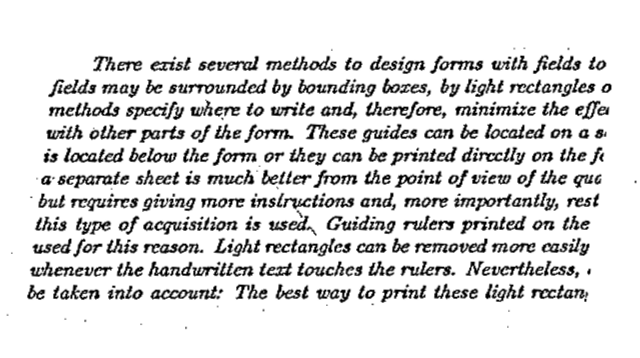 There exist several methods to design forms with fields to
fields may be surrounded by bounding boxes, by light rectangles o
methods specify where to write and, therefore, minimize the effe
with other parts of the form. These guides can be located on a s
is located below the form or they can be printed directly on the fe
a separate sheet is much better from the point of view of the qua
but requires giving more instructions and, more importantly, rest
this type of acquisition is used. Guiding rulers printed on the
used for this reason. Light rectangles can be removed more easily
whenever the handwritten text touches the rulers. Nevertheless,
be taken into account: The best way to print these light rectan